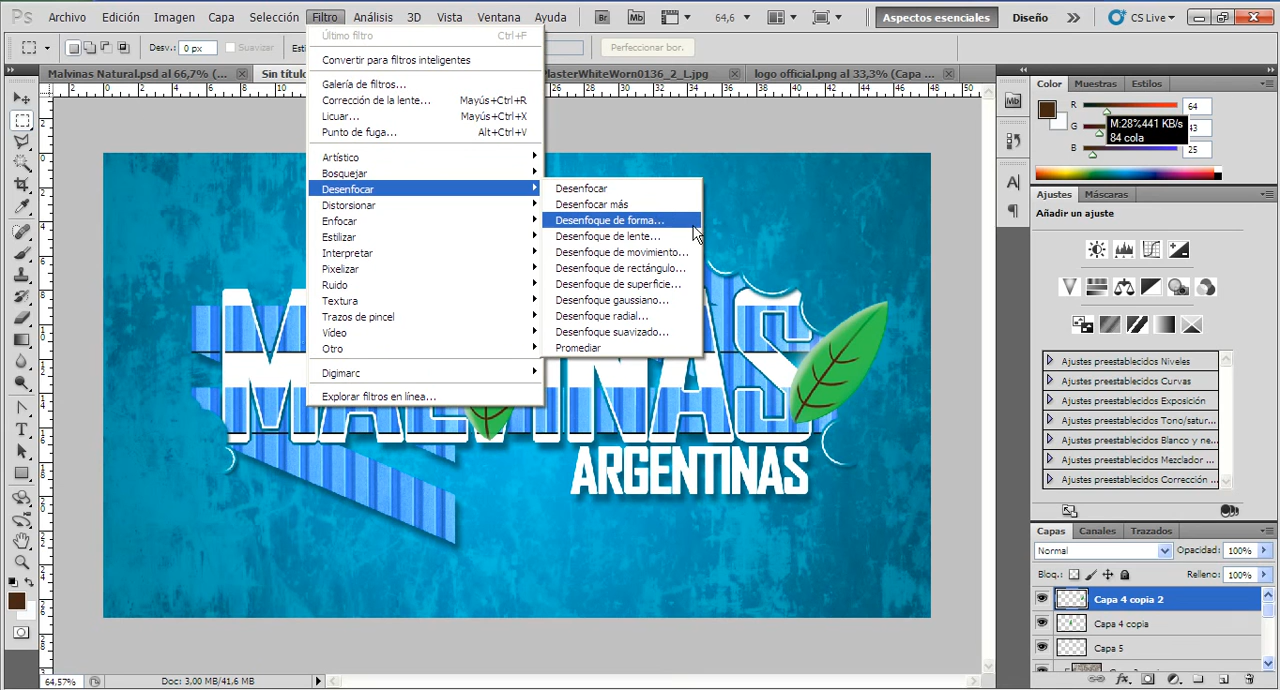 Ps Archivo Edición Imagen Capa Selección Filtro Análisis 3D Vista Ventana Ayuda Br Mb 64,6 Aspectos esenciales Diseño CS Live
Desv.: 0 px Suavizar Perfeccionar bor.
Malvinas Natural.psd al 66,7% Sin título PlasterWhiteWorn0136_2_L.jpg logo official.png al 33,3% (Capa ...
Último filtro Ctrl+F
Convertir para filtros inteligentes
Galería de filtros...
Corrección de la lente... Mayús+Ctrl+R
Licuar... Mayús+Ctrl+X
Punto de fuga... Alt+Ctrl+V
Artístico
Bosquejar
Desenfocar
Distorsionar
Enfocar
Estilizar
Interpretar
Pixelizar
Ruido
Textura
Trazos de pincel
Vídeo
Otro
Digimarc
Explorar filtros en línea...
Desenfocar
Desenfocar más
Desenfoque de forma...
Desenfoque de lente...
Desenfoque de movimiento...
Desenfoque de rectángulo...
Desenfoque de superficie...
Desenfoque gaussiano...
Desenfoque radial...
Desenfoque suavizado...
Promediar
MALVINAS
ARGENTINAS
Color Muestras Estilos
R 64
G 43
B 25
M:28% 441 KB/s
84 cola
Ajustes Máscaras
Añadir un ajuste
Ajustes preestablecidos Niveles
Ajustes preestablecidos Curvas
Ajustes preestablecidos Exposición
Ajustes preestablecidos Tono/satur...
Ajustes preestablecidos Blanco y ne...
Ajustes preestablecidos Mezclador ...
Ajustes preestablecidos Corrección ...
Capas Canales Trazados
Normal Opacidad: 100%
Bloq.: Relleno: 100%
Capa 4 copia 2
Capa 4 copia
Capa 5
64,57% Doc: 3,00 MB/41,6 MB